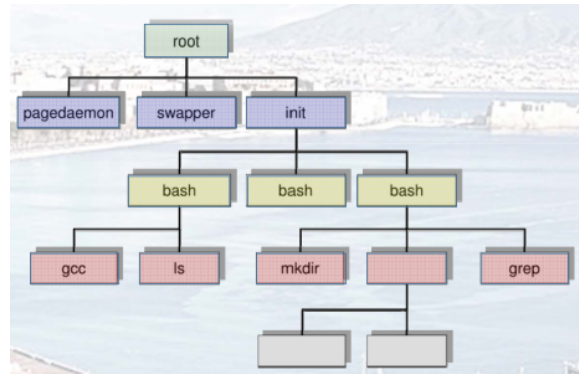 root
pagedaemon
swapper
init
bash
bash
bash
gcc
ls
mkdir
grep